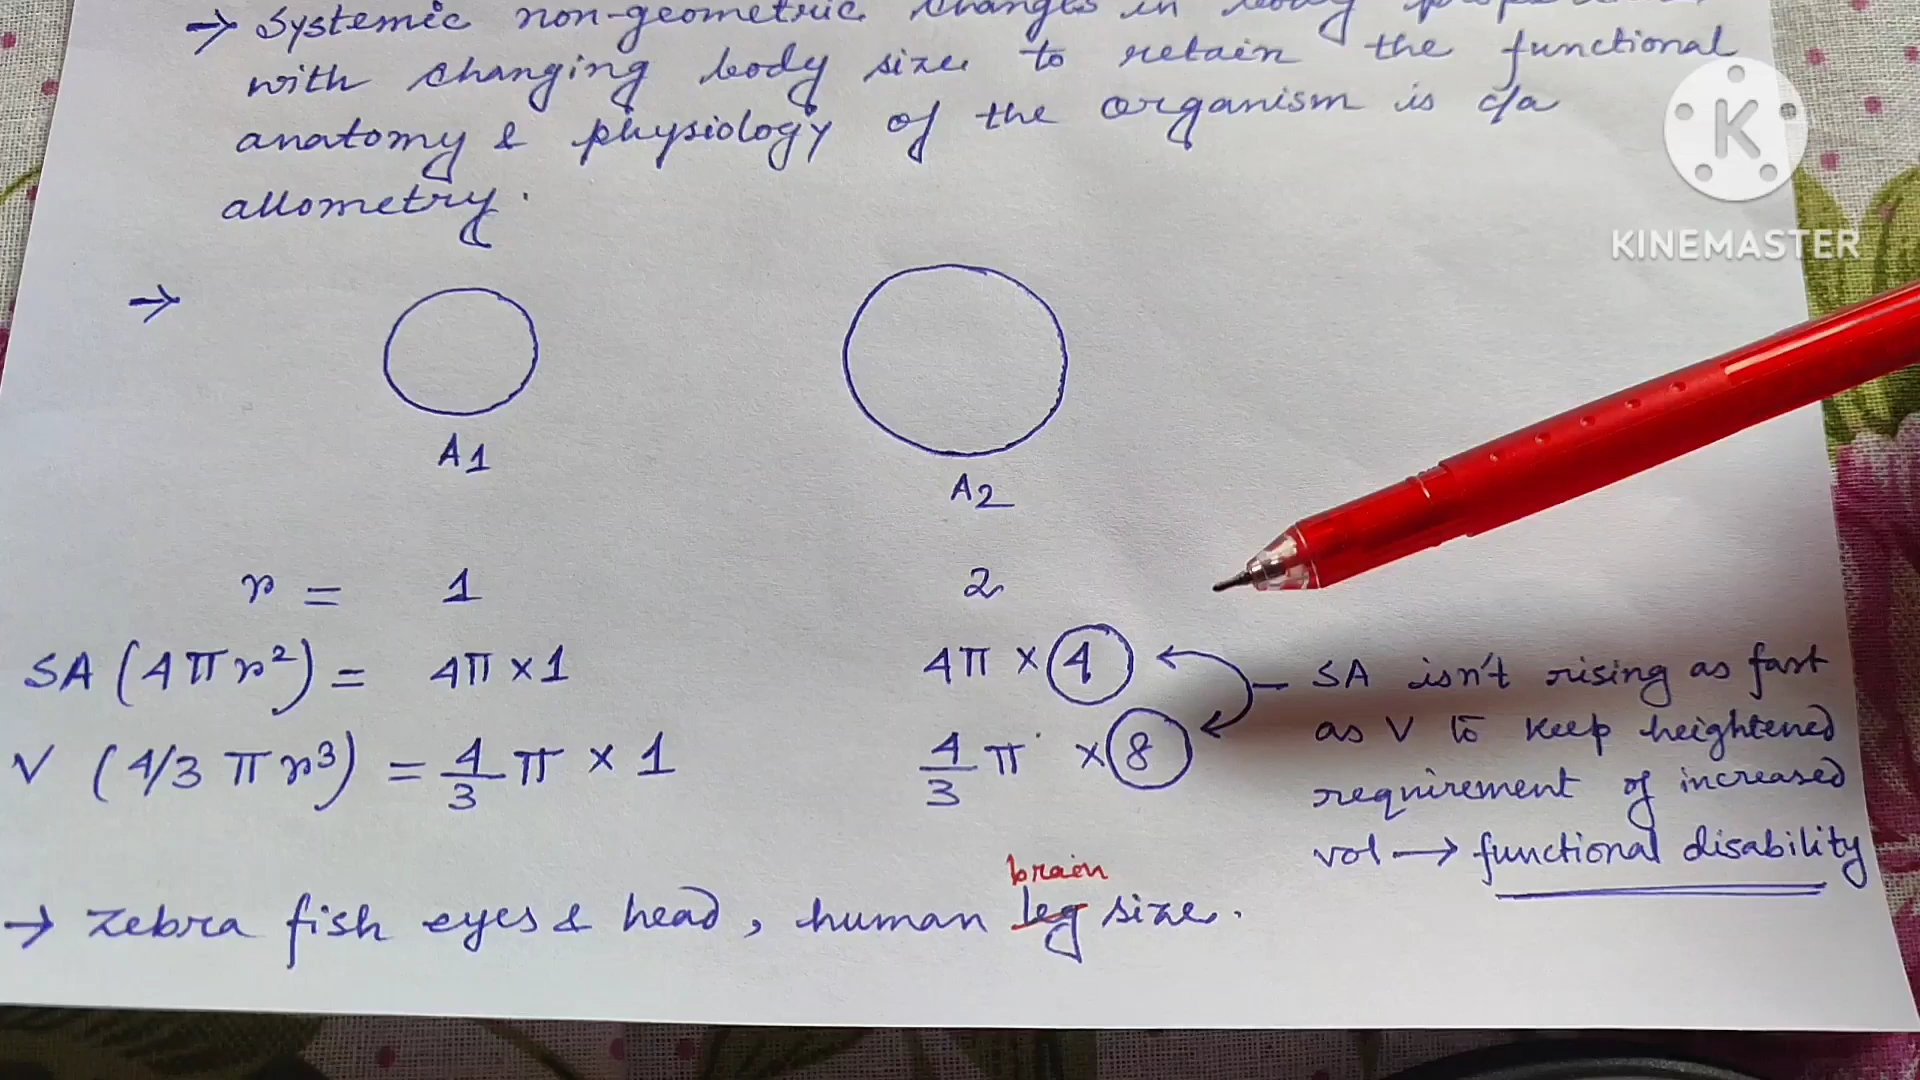 → Systemic non-geometric changes in body
with changing body size to retain the functional
anatomy & physiology of the organism is c/a
allometry.
K
KINEMASTER
→
A1
A2
r = 1 2
SA (4πr²) = 4π × 1 4π × 4
V (4/3 πr³) = 4/3 π × 1 4/3 π × 8
– SA isn't rising as fast
as V to keep heightened
requirement of increased
vol → functional disability
brain
→ Zebra fish eyes & head, human leg size.